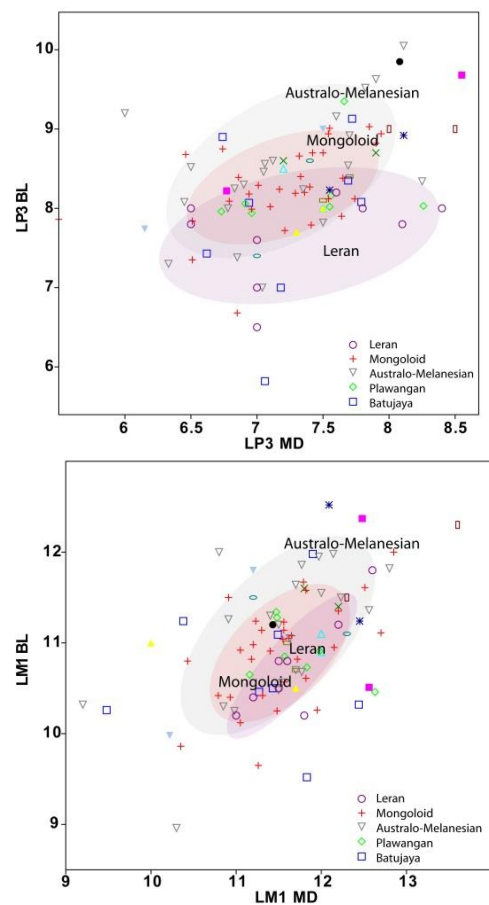 10
Australo-Melanesian
9
Mongoloid
LP3 BL
8
Leran
7
Leran
Mongoloid
Australo-Melanesian
Plawangan
Batujaya
6
6 6.5 7 7.5 8 8.5
LP3 MD
12
Australo-Melanesian
LM1 BL
11
Leran
Mongoloid
10
Leran
Mongoloid
Australo-Melanesian
Plawangan
Batujaya
9
9 10 11 12 13
LM1 MD